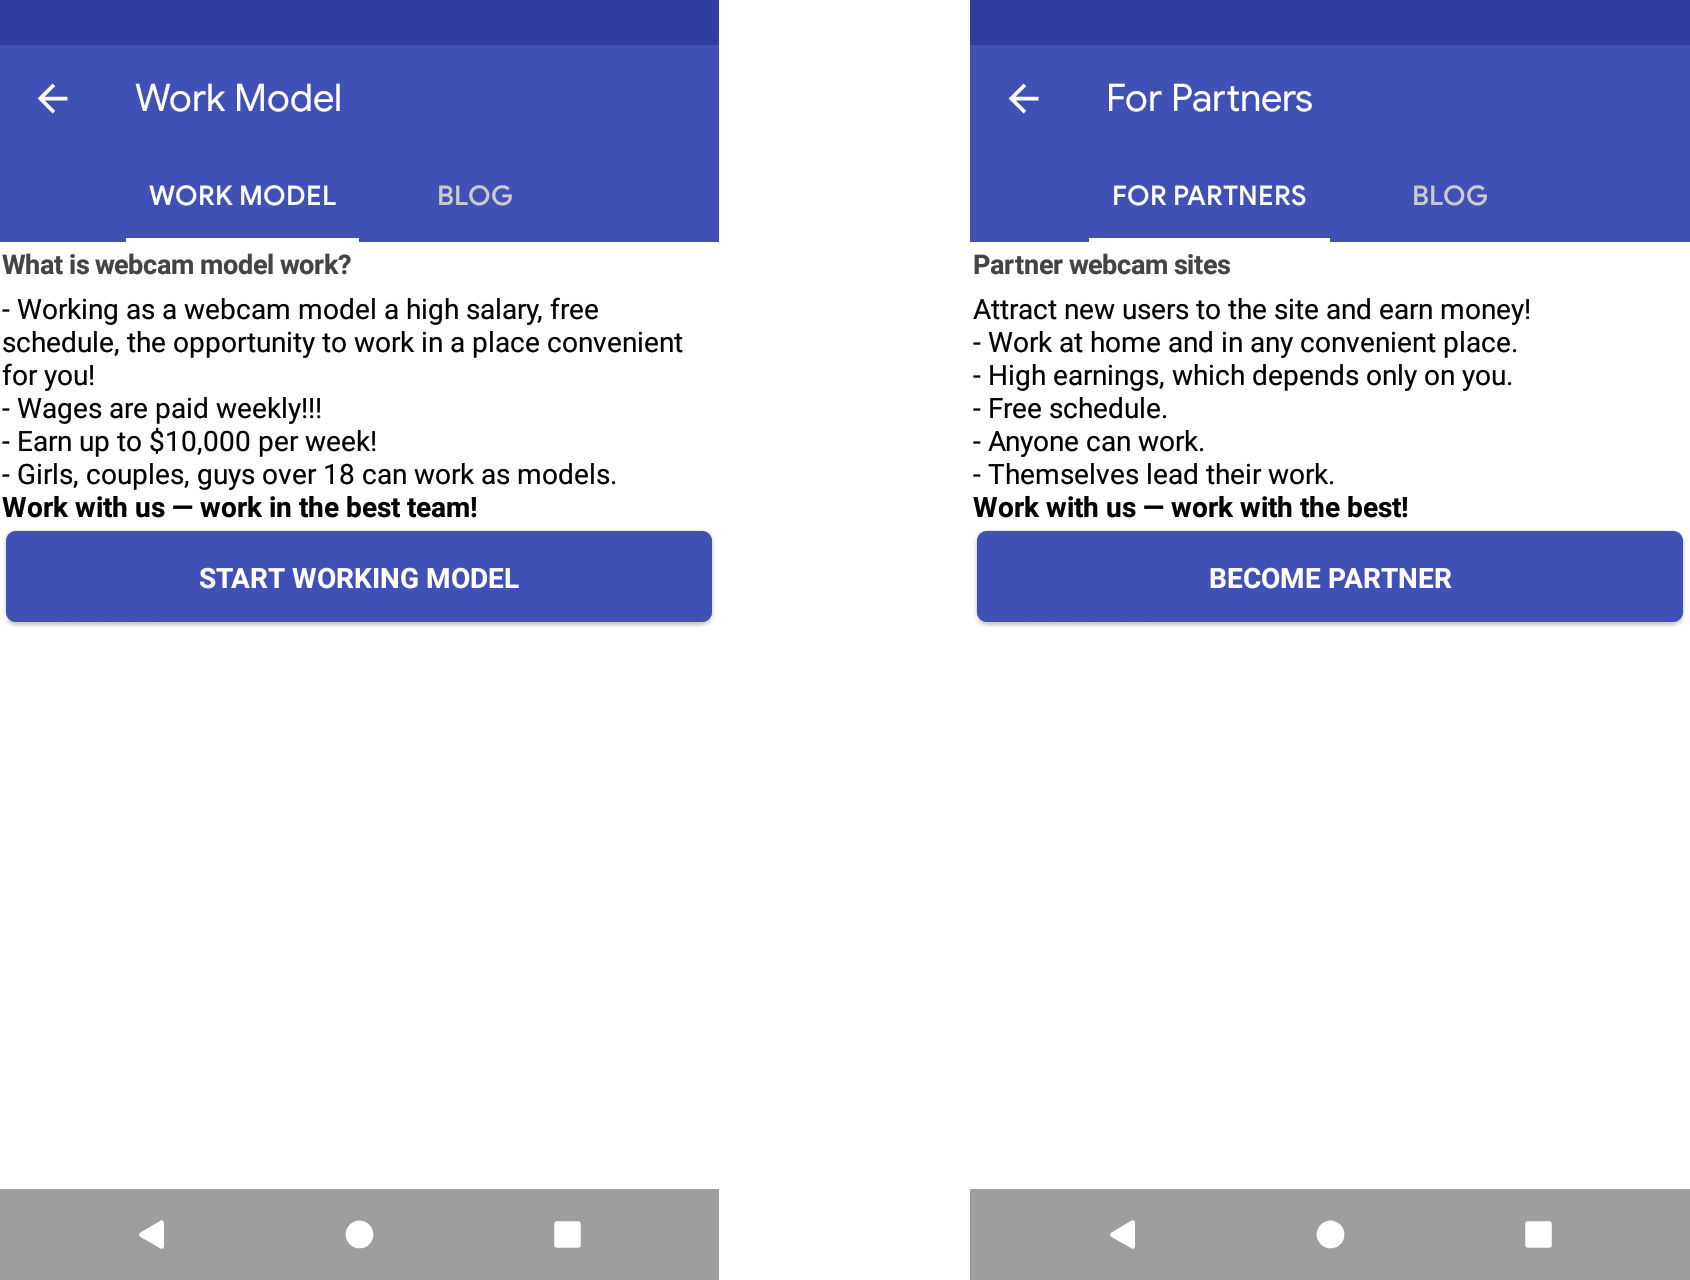 Work Model
WORK MODEL BLOG
What is webcam model work?
- Working as a webcam model a high salary, free
schedule, the opportunity to work in a place convenient
for you!
- Wages are paid weekly!!!
- Earn up to $10,000 per week!
- Girls, couples, guys over 18 can work as models.
Work with us — work in the best team!
START WORKING MODEL
For Partners
FOR PARTNERS BLOG
Partner webcam sites
Attract new users to the site and earn money!
- Work at home and in any convenient place.
- High earnings, which depends only on you.
- Free schedule.
- Anyone can work.
- Themselves lead their work.
Work with us — work with the best!
BECOME PARTNER